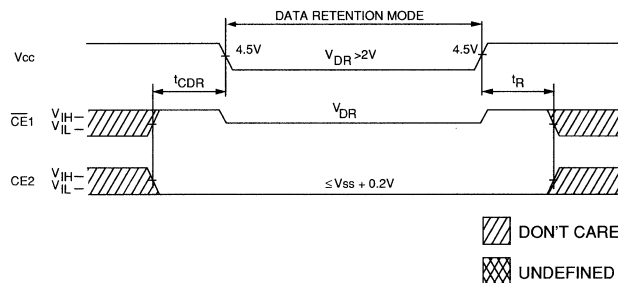 DATA RETENTION MODE
Vcc
4.5V
VDR >2V
4.5V
tCDR
tR
CE1
VIH
VIL
VDR
CE2
VIH
VIL
≤Vss + 0.2V
DON'T CARE
UNDEFINED